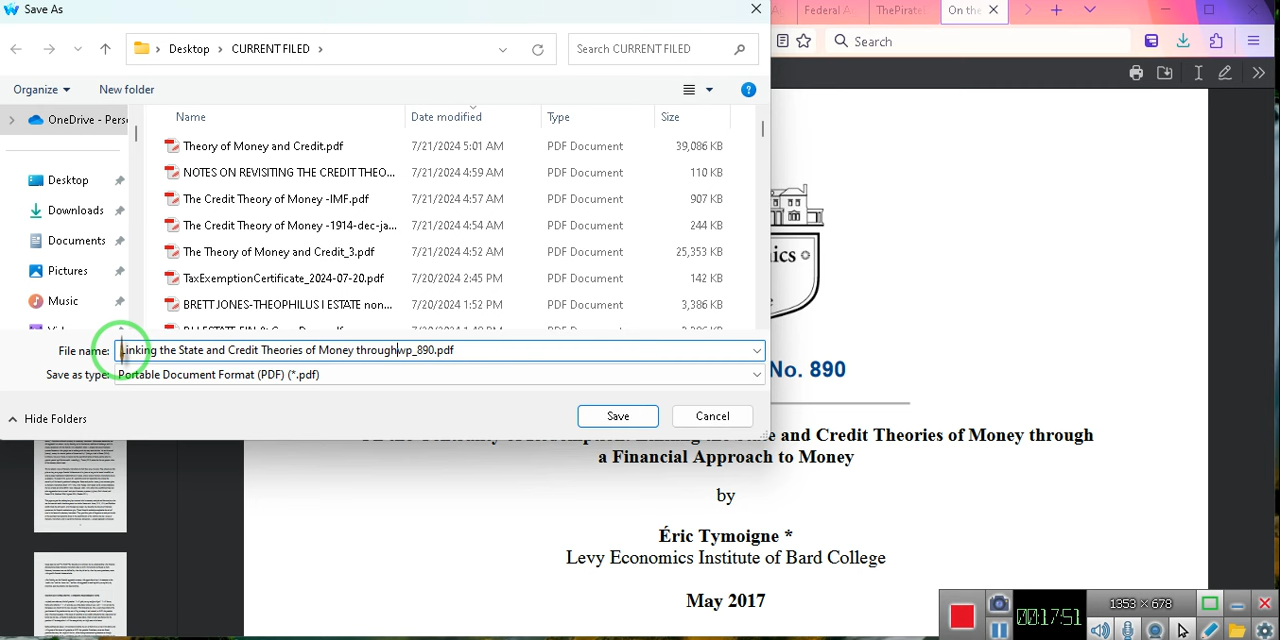 Save As
Federal A
ThePirate
On the
Desktop
CURRENT FILED
Search CURRENT FILED
Search
Organize
New folder
OneDrive - Pers
Desktop
Downloads
Documents
Pictures
Music
Name
Date modified
Type
Size
Theory of Money and Credit.pdf 7/21/2024 5:01 AM PDF Document 39,086 KB
NOTES ON REVISITING THE CREDIT THEO... 7/21/2024 4:59 AM PDF Document 110 KB
The Credit Theory of Money -IMF.pdf 7/21/2024 4:57 AM PDF Document 907 KB
The Credit Theory of Money -1914-dec-ja... 7/21/2024 4:54 AM PDF Document 244 KB
The Theory of Money and Credit_3.pdf 7/21/2024 4:52 AM PDF Document 25,353 KB
TaxExemptionCertificate_2024-07-20.pdf 7/20/2024 2:45 PM PDF Document 142 KB
BRETT JONES-THEOPHILUS I ESTATE non... 7/20/2024 1:52 PM PDF Document 3,386 KB
File name: Linking the State and Credit Theories of Money throughwp_890.pdf
Save as type: Portable Document Format (PDF) (*.pdf)
Hide Folders
Save
Cancel
ics
No. 890
and Credit Theories of Money through
a Financial Approach to Money
by
Éric Tymoigne *
Levy Economics Institute of Bard College
May 2017
00:17:51
1353 × 678